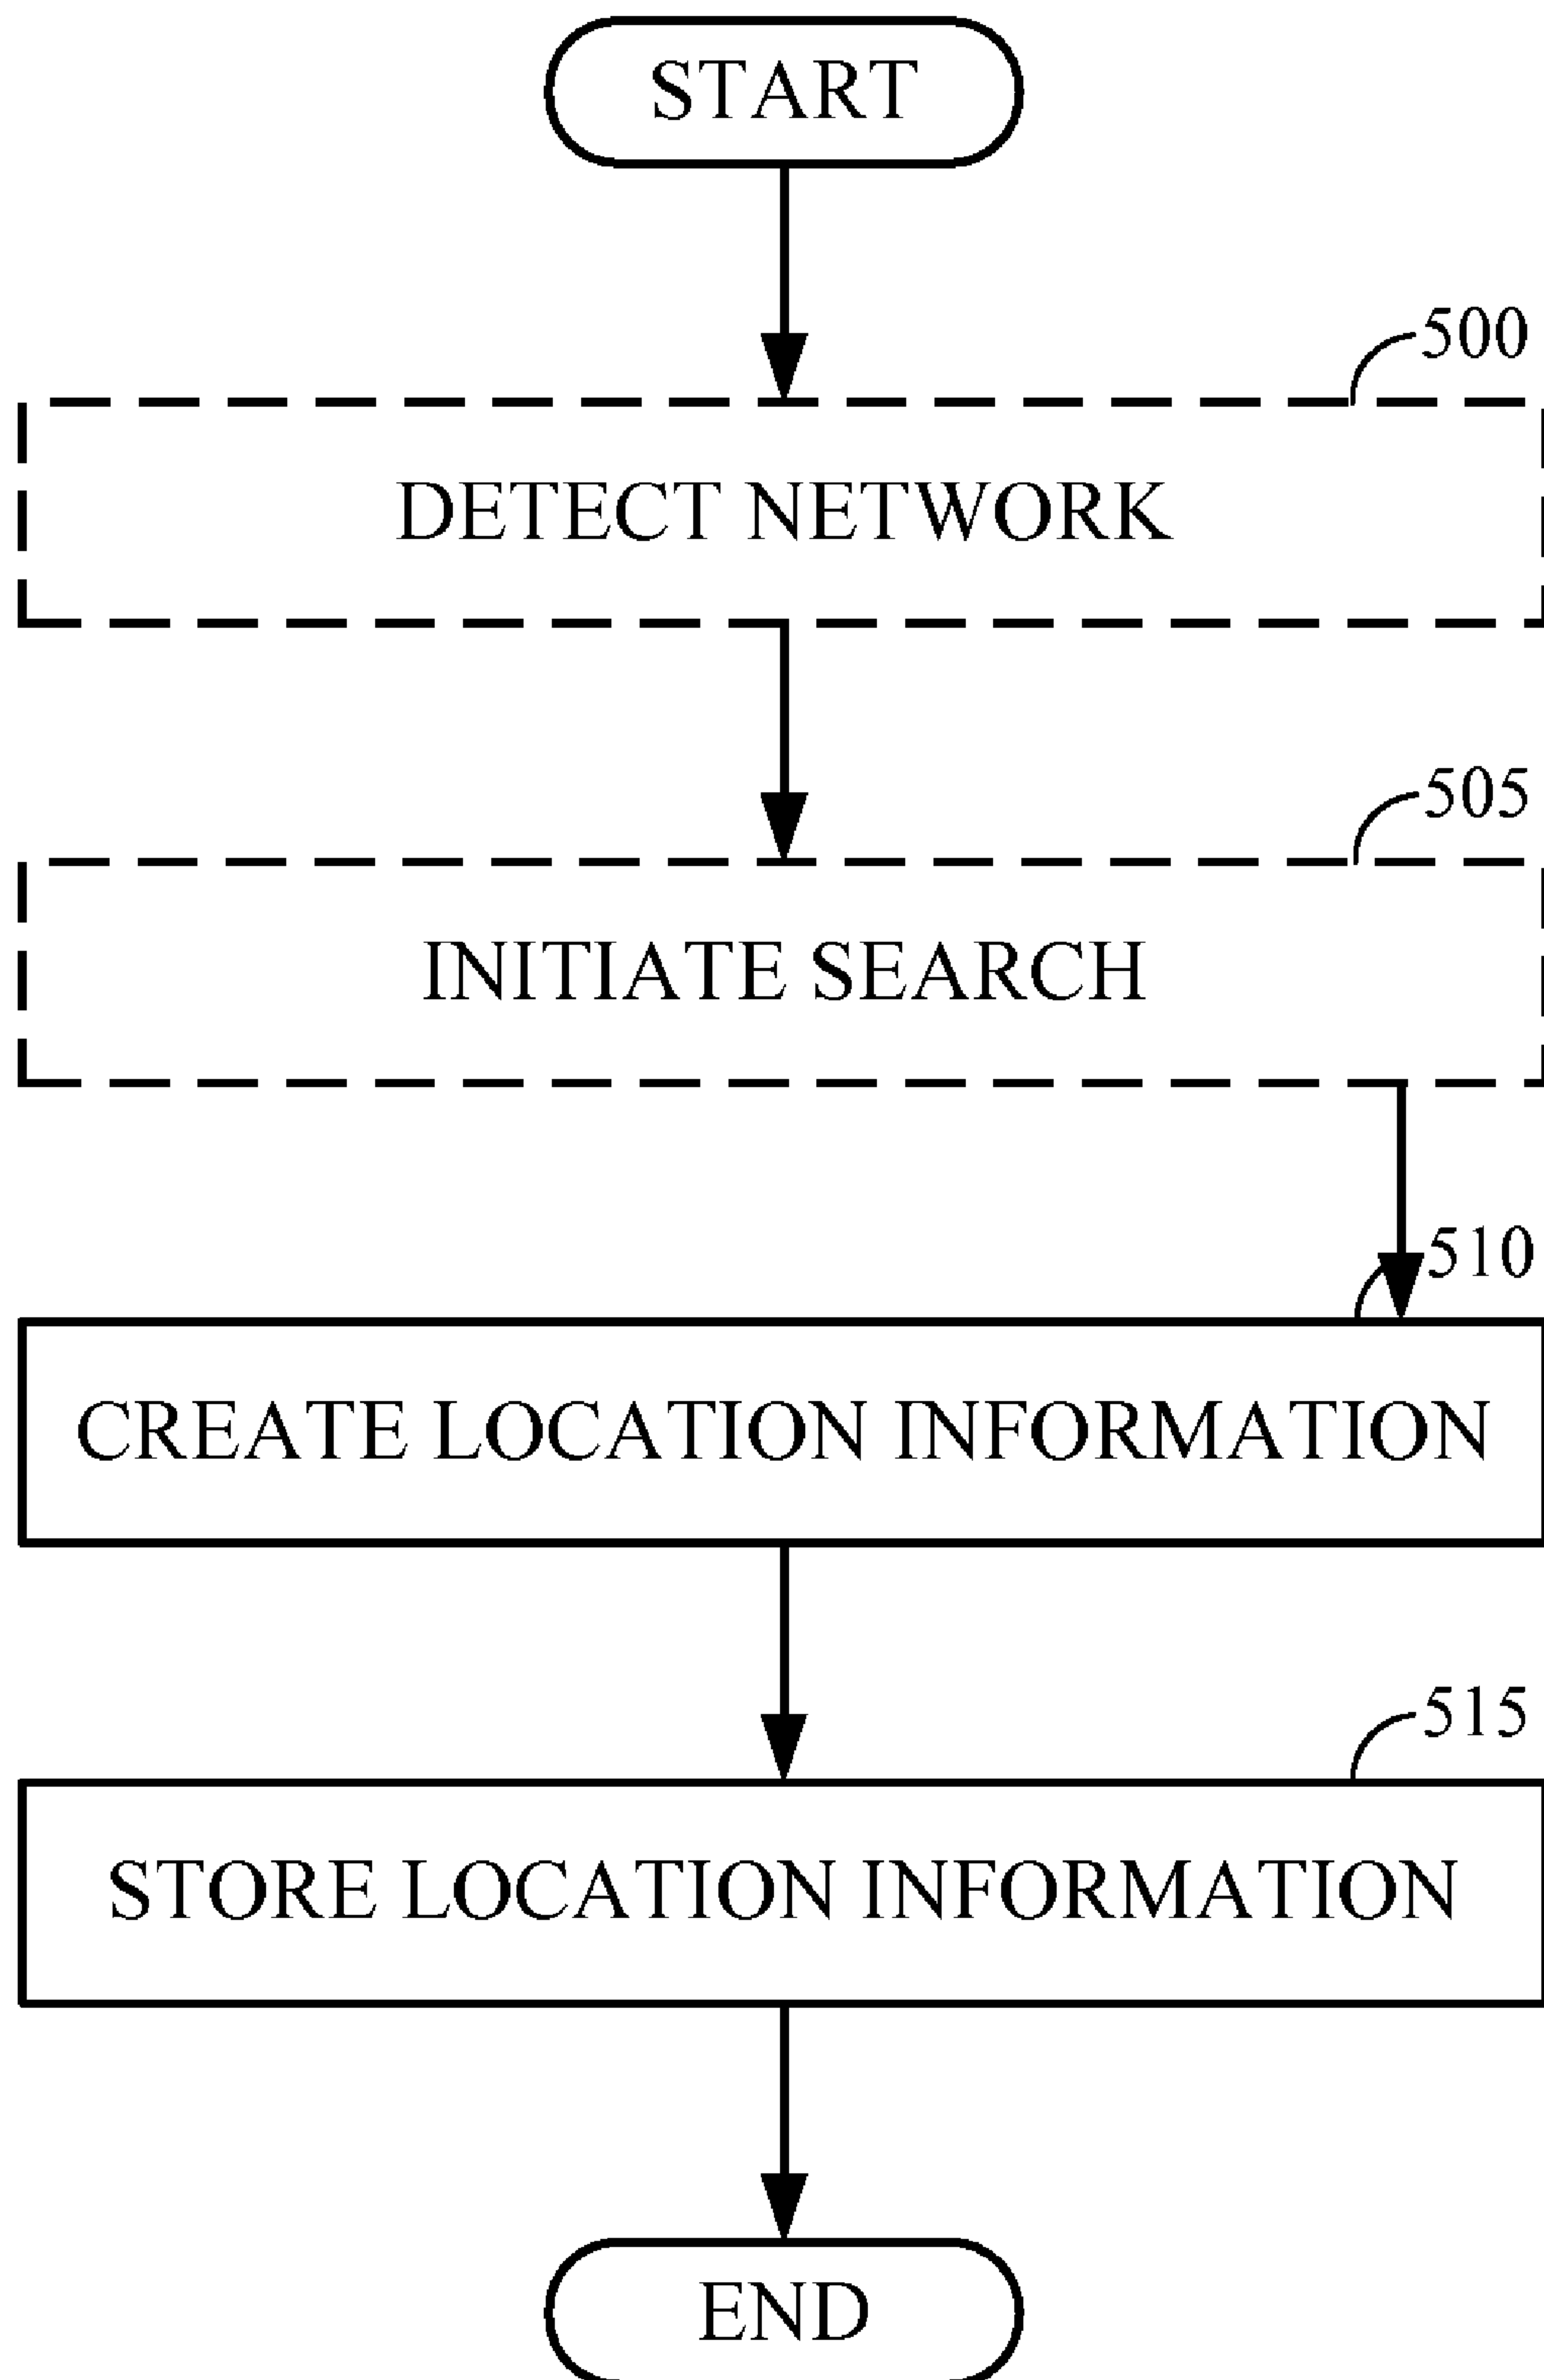 START
500
DETECT NETWORK
505
INITIATE SEARCH
510
CREATE LOCATION INFORMATION
515
STORE LOCATION INFORMATION
END